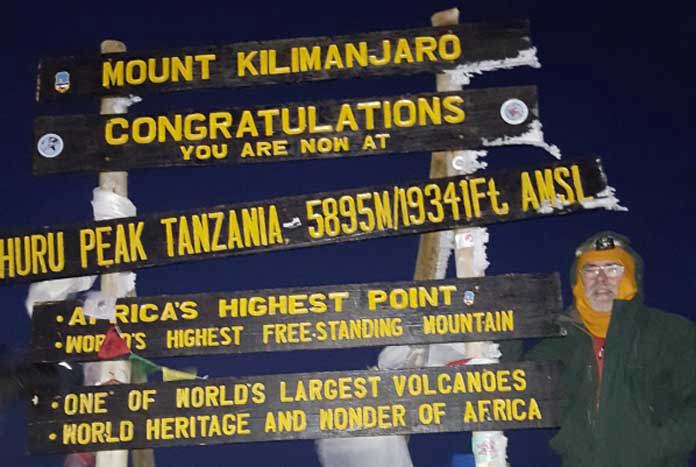 MOUNT KILIMANJARO
CONGRATULATIONS
YOU ARE NOW AT
HURU PEAK TANZANIA, 5895M/19341Ft AMSL
• AFRICA'S HIGHEST POINT
• WORLD'S HIGHEST FREE-STANDING MOUNTAIN
• ONE OF WORLD'S LARGEST VOLCANOES
• WORLD HERITAGE AND WONDER OF AFRICA